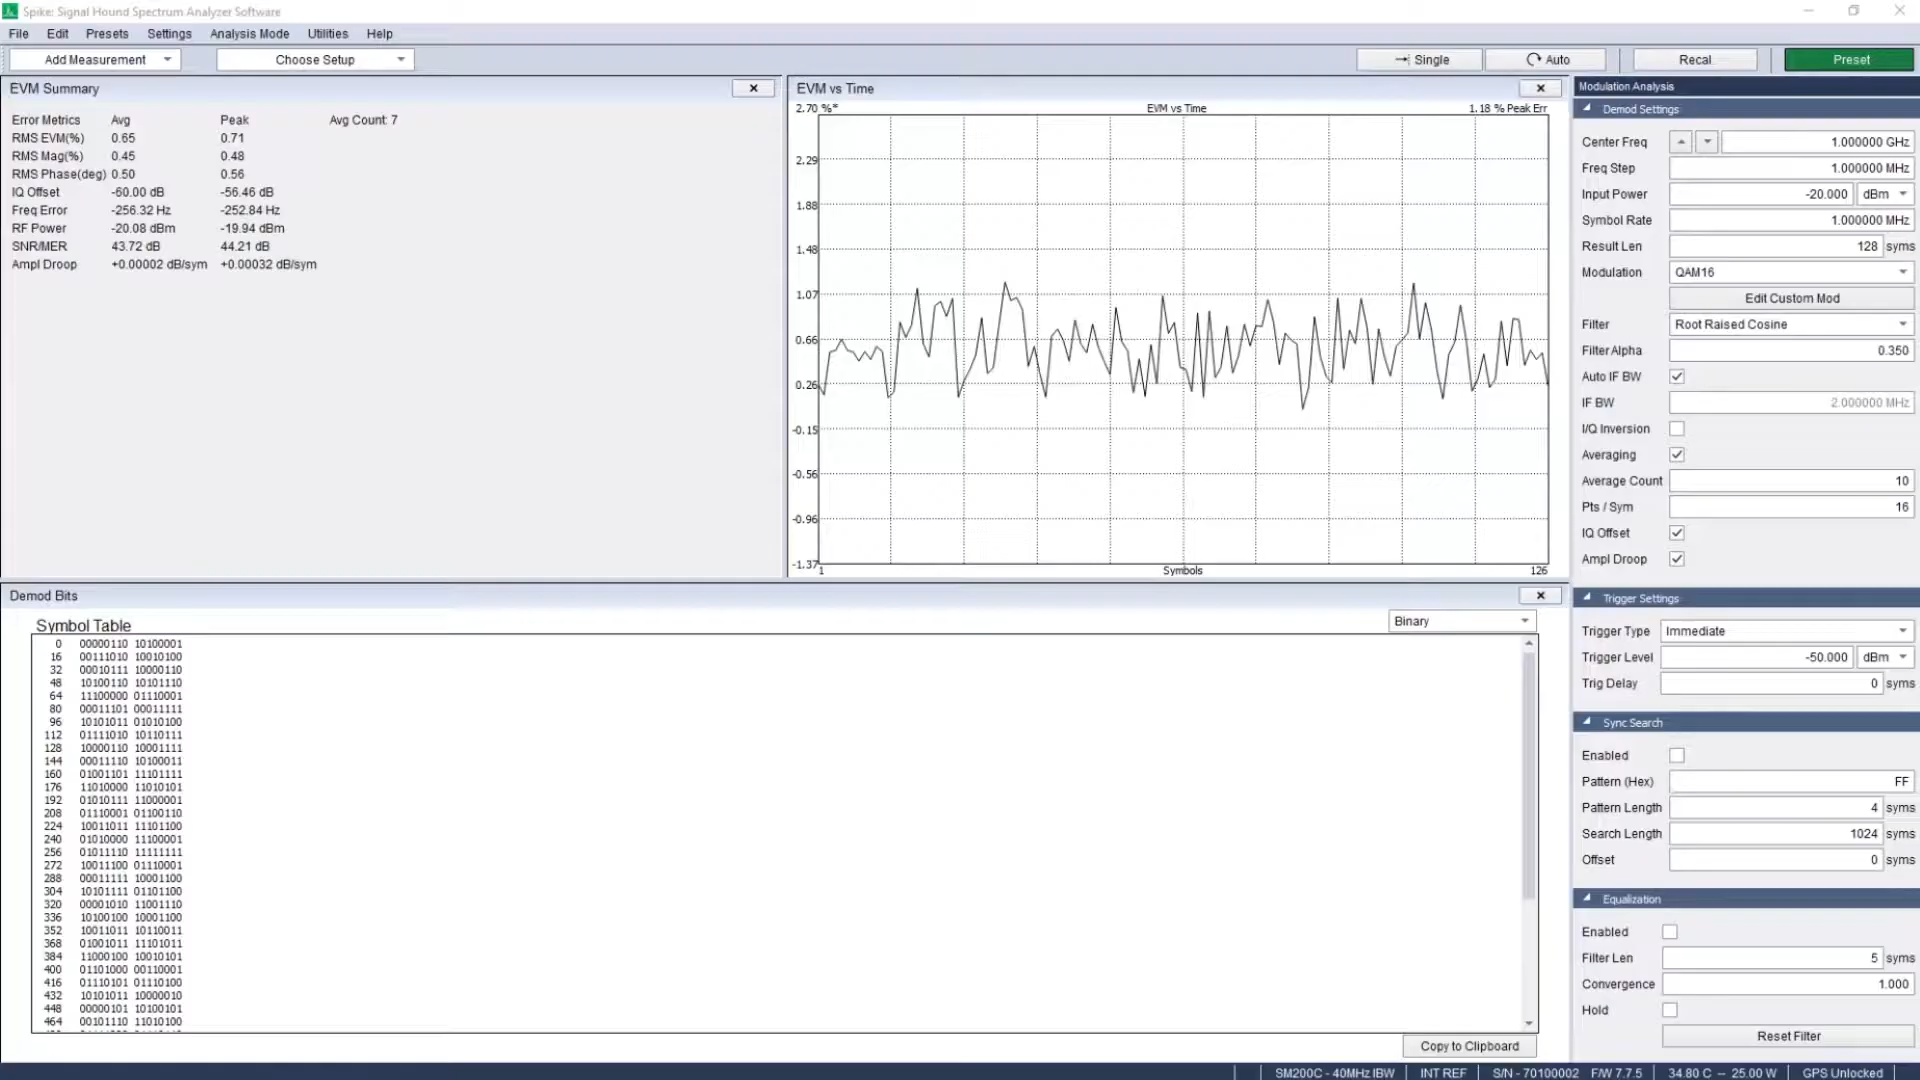 Spike: Signal Hound Spectrum Analyzer Software
File Edit Presets Settings Analysis Mode Utilities Help
Add Measurement Choose Setup Single Auto Recal Preset
EVM Summary
Error Metrics Avg Peak Avg Count: 7
RMS EVM(%) 0.65 0.71
RMS Mag(%) 0.45 0.48
RMS Phase(deg) 0.50 0.56
IQ Offset -60.00 dB -56.46 dB
Freq Error -256.32 Hz -252.84 Hz
RF Power -20.08 dBm -19.94 dBm
SNR/MER 43.72 dB 44.21 dB
Ampl Droop +0.00002 dB/sym +0.00032 dB/sym
EVM vs Time
2.70 %* EVM vs Time 1.18 % Peak Err
2.29
1.88
1.48
1.07
0.66
0.26
-0.15
-0.56
-0.96
-1.37
1 Symbols 126
Demod Bits
Symbol Table
Binary
0 00000110 10100001
16 00111010 10010100
32 00010111 10000110
48 10100110 10101110
64 11100000 01110001
80 00011101 00011111
96 10101011 01010100
112 01111010 10110111
128 10000110 10001111
144 00011110 10100011
160 01001101 11101111
176 11010000 11010101
192 01010111 11000001
208 01110001 01100110
224 10011011 11101100
240 01010000 11100001
256 01011110 11111111
272 10011100 01110001
288 00011111 10001100
304 10101111 01101100
320 00001010 11001110
336 10100100 10001100
352 10011011 10110011
368 01001011 11101011
384 11000100 10010101
400 01101000 00110001
416 01110101 01110100
432 10101011 10000010
448 00000101 10100101
464 00101110 11010100
Copy to Clipboard
Modulation Analysis
Demod Settings
Center Freq 1.000000 GHz
Freq Step 1.000000 MHz
Input Power -20.000 dBm
Symbol Rate 1.000000 MHz
Result Len 128 syms
Modulation QAM16
Edit Custom Mod
Filter Root Raised Cosine
Filter Alpha 0.350
Auto IF BW
IF BW 2.000000 MHz
I/Q Inversion
Averaging
Average Count 10
Pts / Sym 16
IQ Offset
Ampl Droop
Trigger Settings
Trigger Type Immediate
Trigger Level -50.000 dBm
Trig Delay 0 syms
Sync Search
Enabled
Pattern (Hex) FF
Pattern Length 4 syms
Search Length 1024 syms
Offset 0 syms
Equalization
Enabled
Filter Len 5 syms
Convergence 1.000
Hold
Reset Filter
SM200C - 40MHz IBW INT REF S/N - 70100002 F/W 7.7.5 34.80 C -- 25.00 W GPS Unlocked